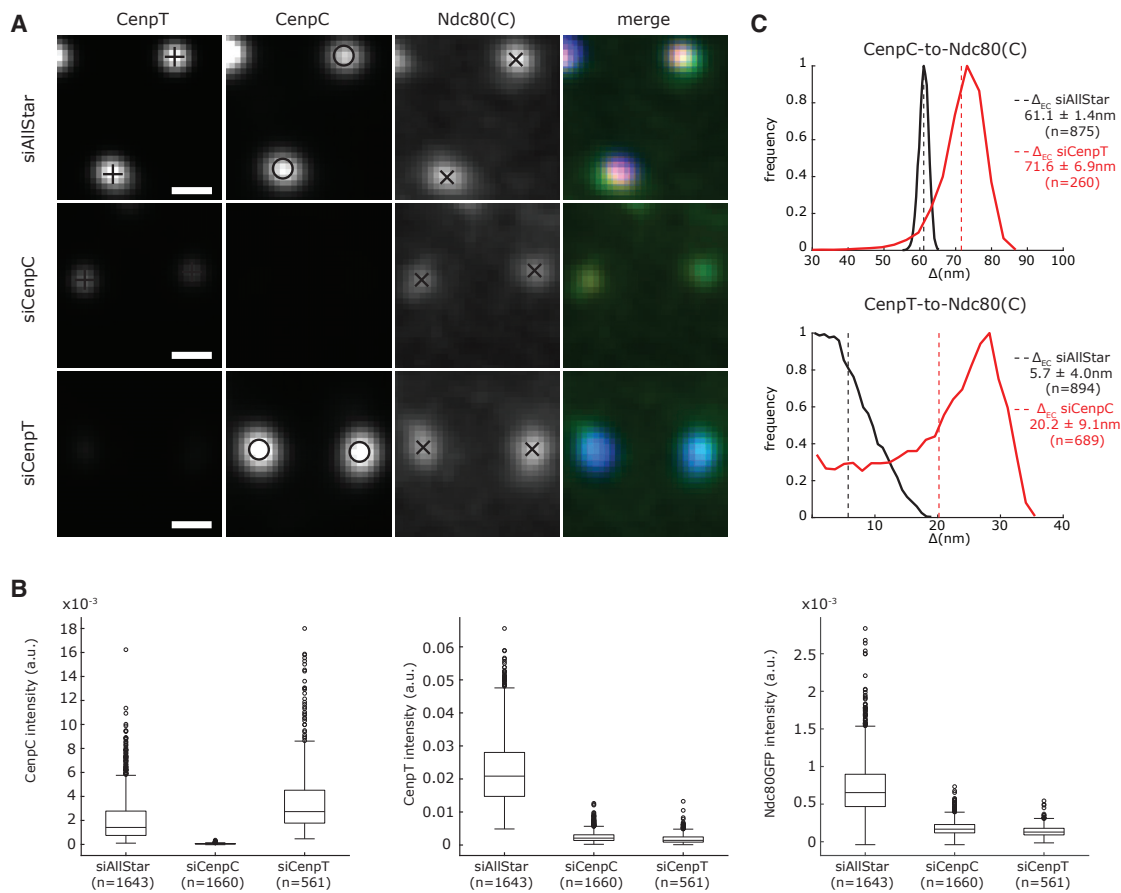 A
CenpT
CenpC
Ndc80(C)
merge
siAllStar
siCenpC
siCenpT
C
CenpC-to-Ndc80(C)
frequency
1
0.8
0.6
0.4
0.2
0
30 40 50 60 70 80 90 100
Δ(nm)
ΔEC siAllStar
61.1 ± 1.4nm
(n=875)
ΔEC siCenpT
71.6 ± 6.9nm
(n=260)
CenpT-to-Ndc80(C)
frequency
1
0.8
0.6
0.4
0.2
0
10 20 30 40
Δ(nm)
ΔEC siAllStar
5.7 ± 4.0nm
(n=894)
ΔEC siCenpC
20.2 ± 9.1nm
(n=689)
B
x10-3
CenpC intensity (a.u.)
18
16
14
12
10
8
6
4
2
0
siAllStar siCenpC siCenpT
(n=1643) (n=1660) (n=561)
CenpT intensity (a.u.)
0.06
0.05
0.04
0.03
0.02
0.01
0
siAllStar siCenpC siCenpT
(n=1643) (n=1660) (n=561)
x10-3
Ndc80GFP intensity (a.u.)
2.5
2
1.5
1
0.5
0
siAllStar siCenpC siCenpT
(n=1643) (n=1660) (n=561)